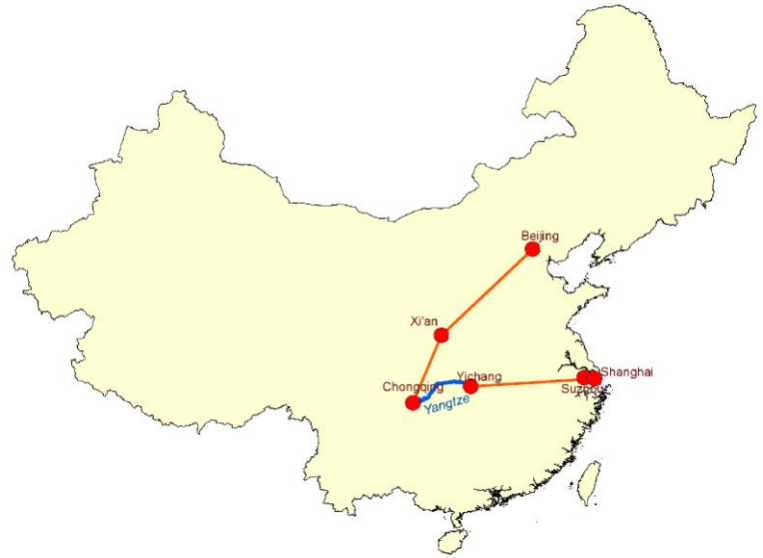 Beijing
Xi'an
Chongqing
Yichang
Shanghai
Suzhou
Yangtze